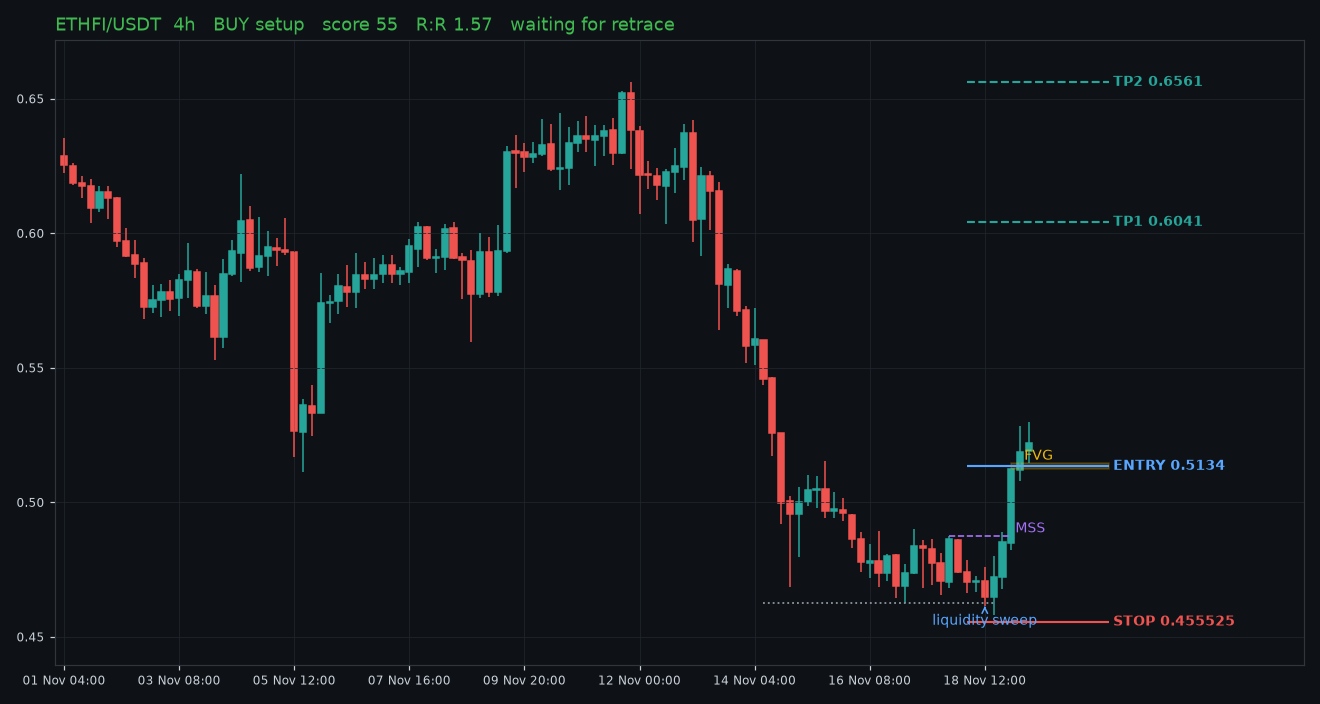 ETHFI/USDT 4h BUY setup score 55 R:R 1.57 waiting for retrace
TP2 0.6561
0.65
TP1 0.6041
0.60
0.55
FVG
ENTRY 0.5134
0.50
MSS
liquidity sweep
STOP 0.455525
0.45
01 Nov 04:00 03 Nov 08:00 05 Nov 12:00 07 Nov 16:00 09 Nov 20:00 12 Nov 00:00 14 Nov 04:00 16 Nov 08:00 18 Nov 12:00